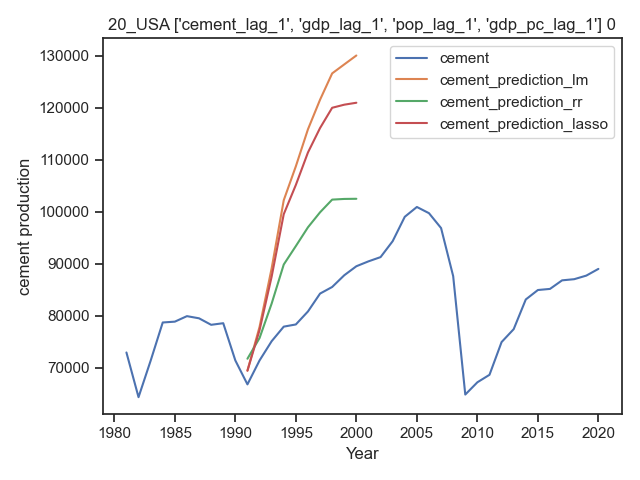 20_USA ['cement_lag_1', 'gdp_lag_1', 'pop_lag_1', 'gdp_pc_lag_1'] 0
130000
120000
110000
100000
90000
80000
70000
cement production
cement
cement_prediction_lm
cement_prediction_rr
cement_prediction_lasso
1980 1985 1990 1995 2000 2005 2010 2015 2020
Year